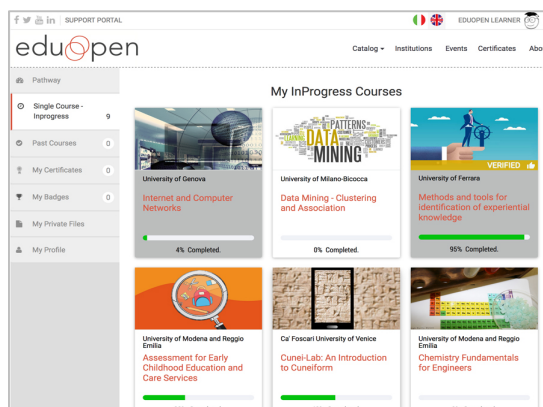 SUPPORT PORTAL
EDUOPEN LEARNER
eduopen
Catalog
Institutions
Events
Certificates
Abo
Pathway
Single Course -
Inprogress
9
Past Courses
0
My Certificates
0
My Badges
0
My Private Files
My Profile
My InProgress Courses
University of Genova
Internet and Computer
Networks
4% Completed.
PATTERNS
DATA
MINING
University of Milano-Bicocca
Data Mining - Clustering
and Association
0% Completed.
VERIFIED
University of Ferrara
Methods and tools for
identification of experiential
knowledge
95% Completed.
University of Modena and Reggio
Emilia
Assessment for Early
Childhood Education and
Care Services
Ca' Foscari University of Venice
Cunei-Lab: An Introduction
to Cuneiform
University of Modena and Reggio
Emilia
Chemistry Fundamentals
for Engineers